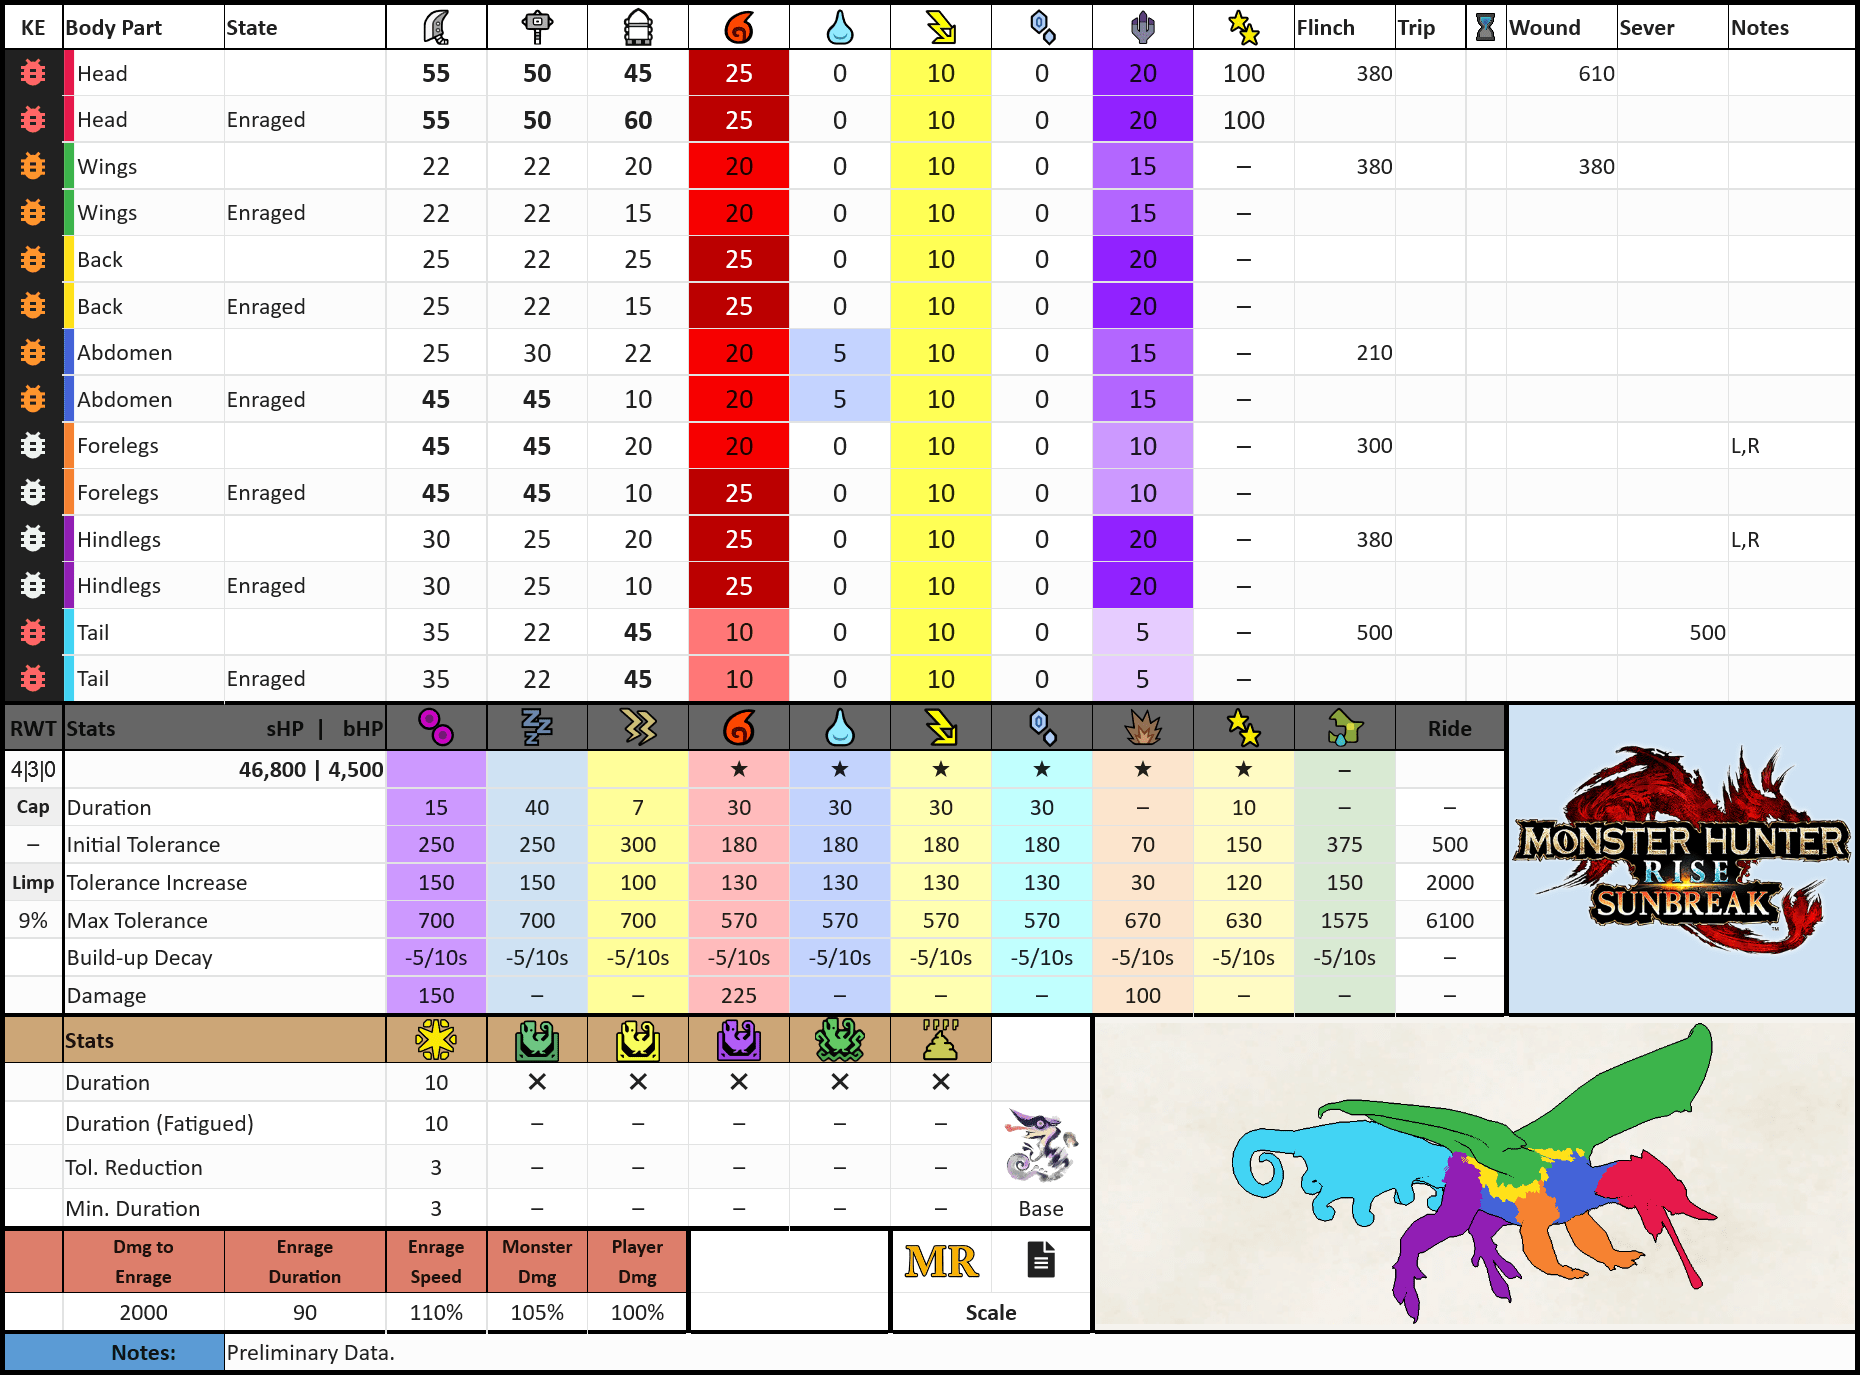 KE Body Part State Flinch Trip Wound Sever Notes
Head 55 50 45 25 0 10 0 20 100 380 610
Head Enraged 55 50 60 25 0 10 0 20 100
Wings 22 22 20 20 0 10 0 15 – 380 380
Wings Enraged 22 22 15 20 0 10 0 15 –
Back 25 22 25 25 0 10 0 20 –
Back Enraged 25 22 15 25 0 10 0 20 –
Abdomen 25 30 22 20 5 10 0 15 – 210
Abdomen Enraged 45 45 10 20 5 10 0 15 –
Forelegs 45 45 20 20 0 10 0 10 – 300 L,R
Forelegs Enraged 45 45 10 25 0 10 0 10 –
Hindlegs 30 25 20 25 0 10 0 20 – 380 L,R
Hindlegs Enraged 30 25 10 25 0 10 0 20 –
Tail 35 22 45 10 0 10 0 5 – 500 500
Tail Enraged 35 22 45 10 0 10 0 5 –
RWT Stats sHP | bHP Ride
4|3|0 46,800 | 4,500 ★ ★ ★ ★ ★ ★ –
Cap Duration 15 40 7 30 30 30 30 – 10 – –
– Initial Tolerance 250 250 300 180 180 180 180 70 150 375 500
Limp Tolerance Increase 150 150 100 130 130 130 130 30 120 150 2000
9% Max Tolerance 700 700 700 570 570 570 570 670 630 1575 6100
Build-up Decay -5/10s -5/10s -5/10s -5/10s -5/10s -5/10s -5/10s -5/10s -5/10s -5/10s –
Damage 150 – – 225 – – – 100 – – –
MONSTER HUNTER
RISE
SUNBREAK
™
Stats
Duration 10 ✕ ✕ ✕ ✕ ✕
Duration (Fatigued) 10 – – – – –
Tol. Reduction 3 – – – – –
Min. Duration 3 – – – – – Base
Dmg to Enrage Enrage Monster Player
Enrage Duration Speed Dmg Dmg
MR
2000 90 110% 105% 100% Scale
Notes: Preliminary Data.